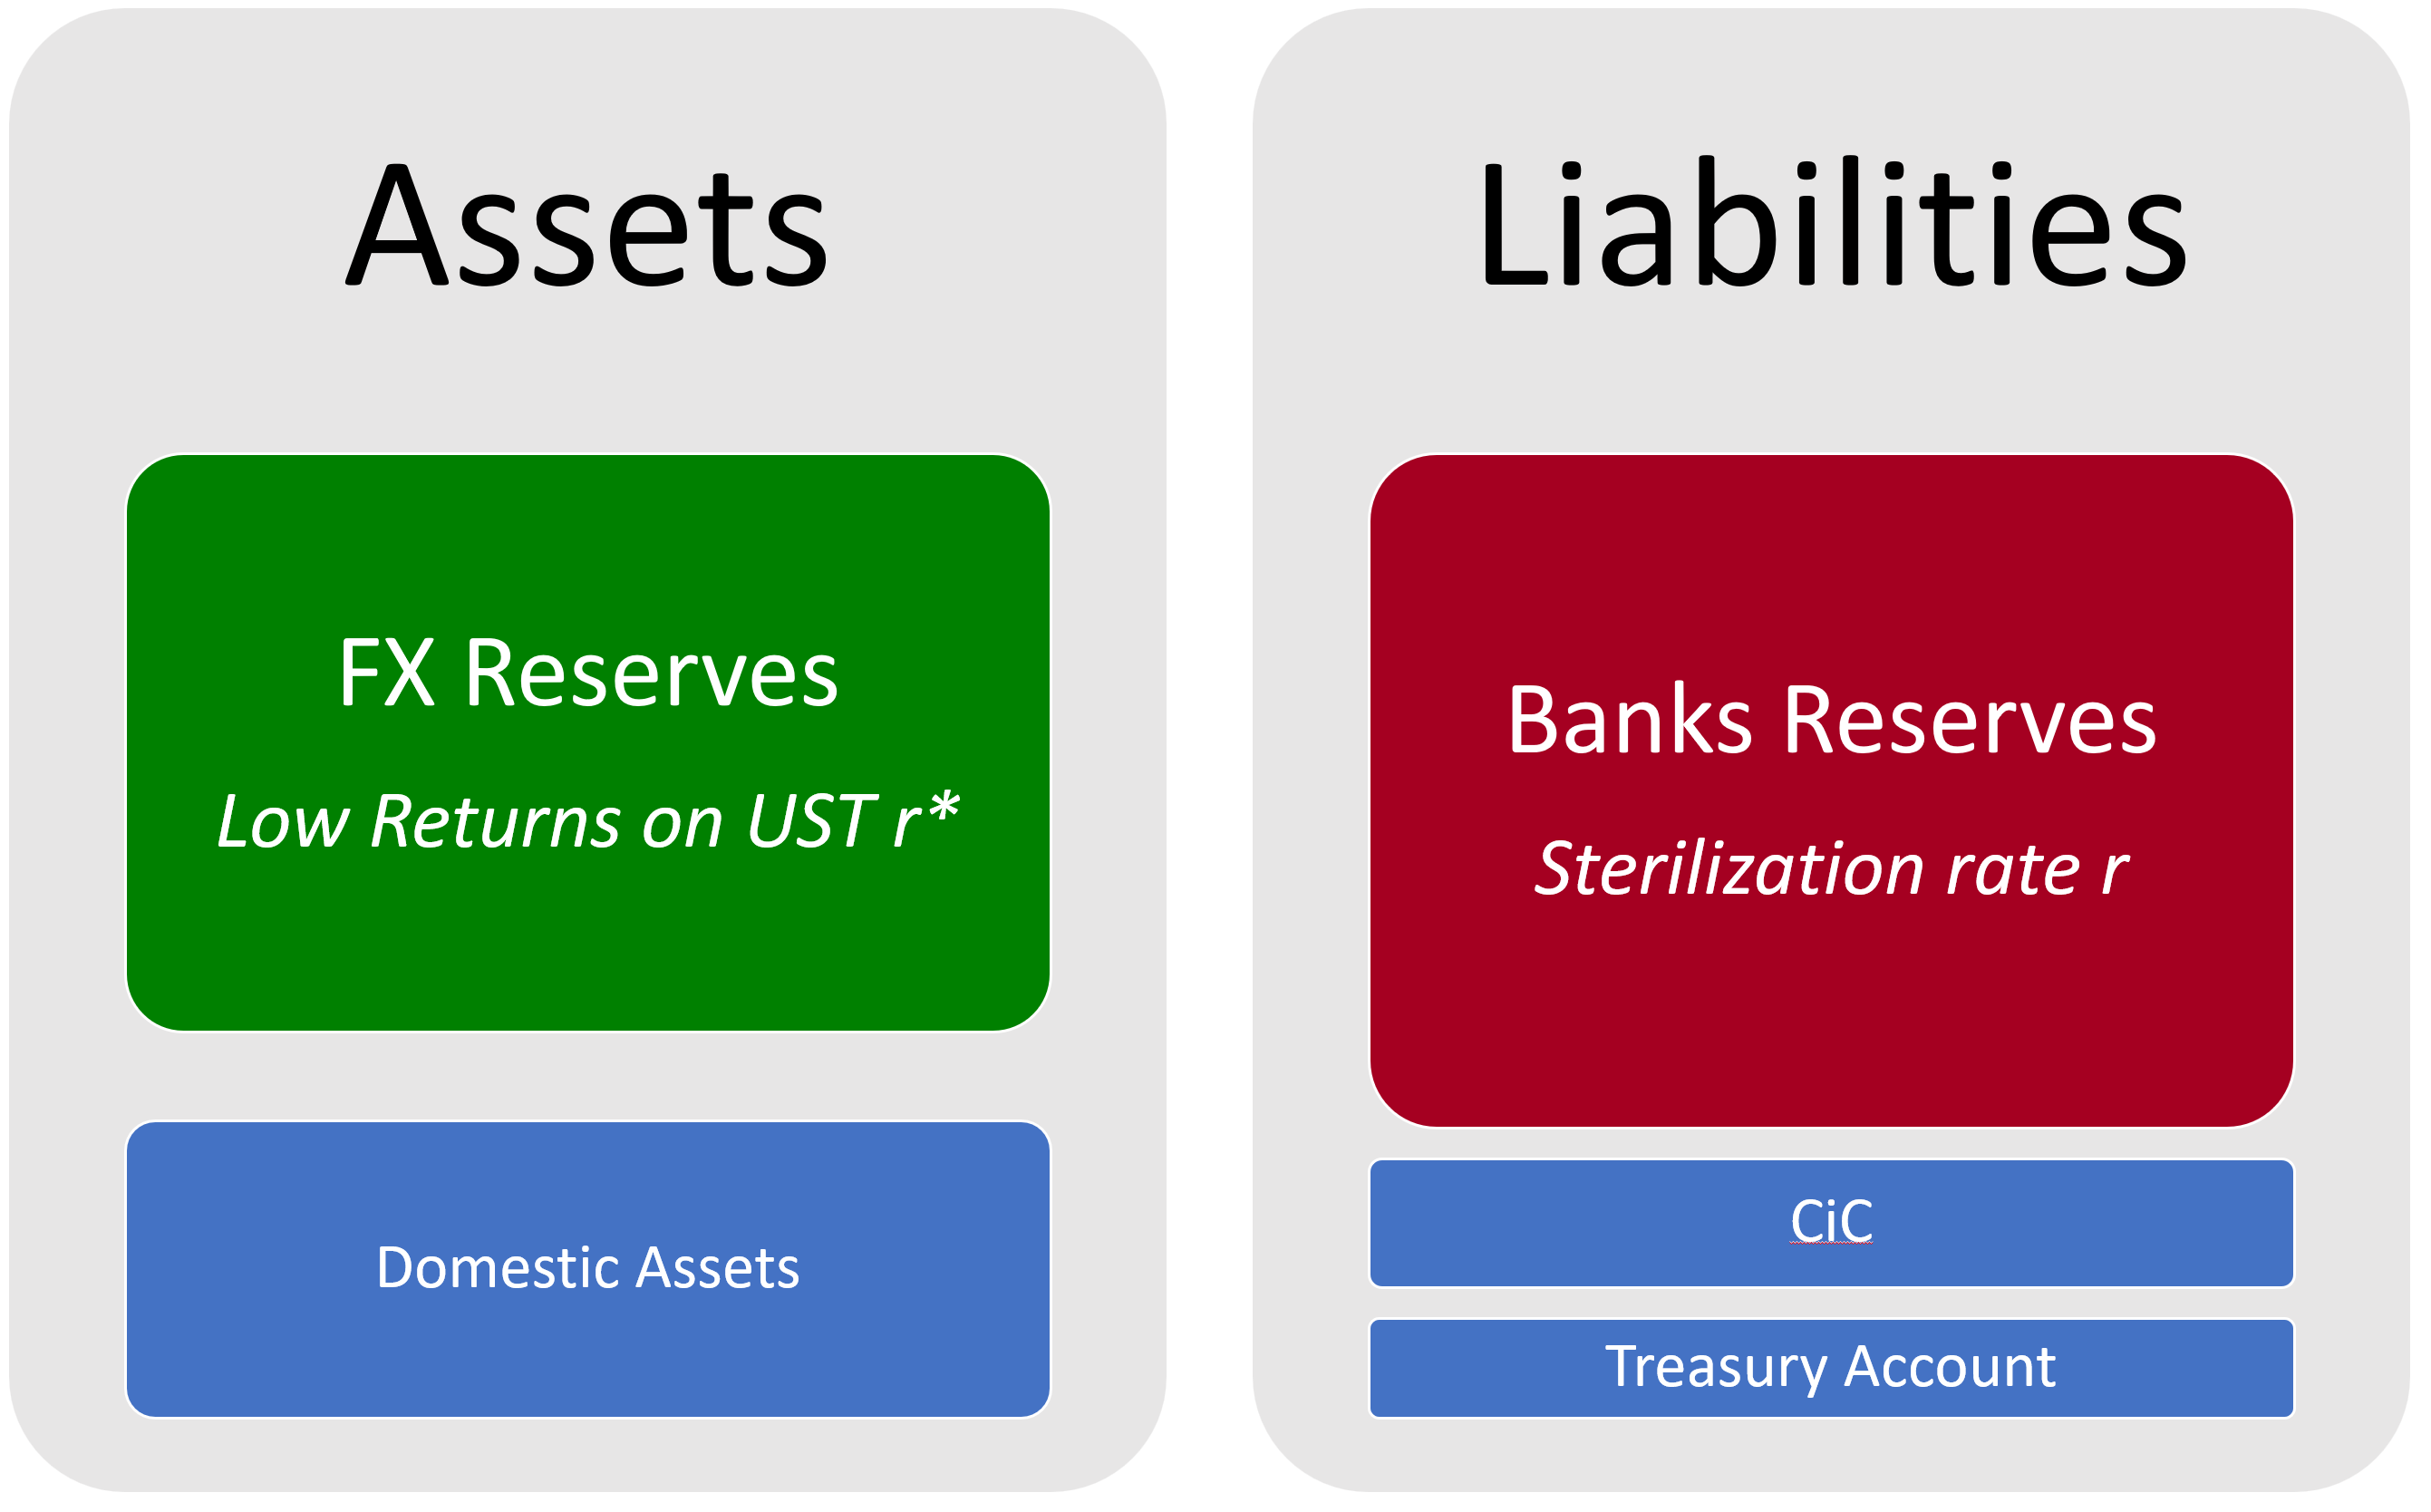 Assets
FX Reserves
Low Returns on UST r*
Domestic Assets
Liabilities
Banks Reserves
Sterilization rate r
CiC
Treasury Account